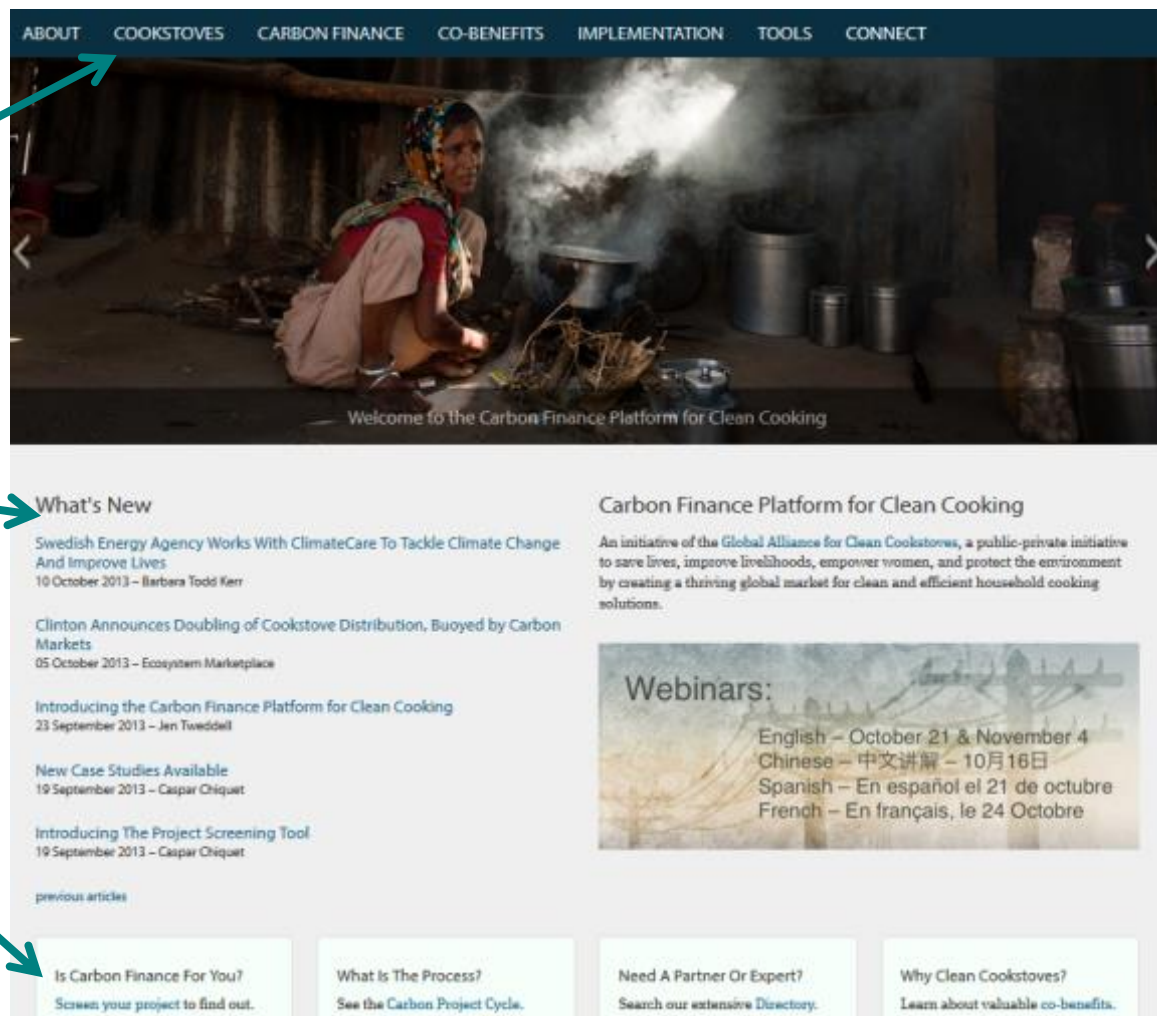 ABOUT COOKSTOVES CARBON FINANCE CO-BENEFITS IMPLEMENTATION TOOLS CONNECT
Welcome to the Carbon Finance Platform for Clean Cooking
What's New
Swedish Energy Agency Works With ClimateCare To Tackle Climate Change
And Improve Lives
10 October 2013 – Barbara Todd Kerr
Clinton Announces Doubling of Cookstove Distribution, Buoyed by Carbon
Markets
05 October 2013 – Ecosystem Marketplace
Introducing the Carbon Finance Platform for Clean Cooking
23 September 2013 – Jen Tweddell
New Case Studies Available
19 September 2013 – Caspar Chiquet
Introducing The Project Screening Tool
19 September 2013 – Caspar Chiquet
previous articles
Carbon Finance Platform for Clean Cooking
An initiative of the Global Alliance for Clean Cookstoves, a public-private initiative
to save lives, improve livelihoods, empower women, and protect the environment
by creating a thriving global market for clean and efficient household cooking
solutions.
Webinars:
English – October 21 & November 4
Chinese – 中文讲解 – 10月16日
Spanish – En español el 21 de octubre
French – En français, le 24 Octobre
Is Carbon Finance For You?
Screen your project to find out.
What Is The Process?
See the Carbon Project Cycle.
Need A Partner Or Expert?
Search our extensive Directory.
Why Clean Cookstoves?
Learn about valuable co-benefits.